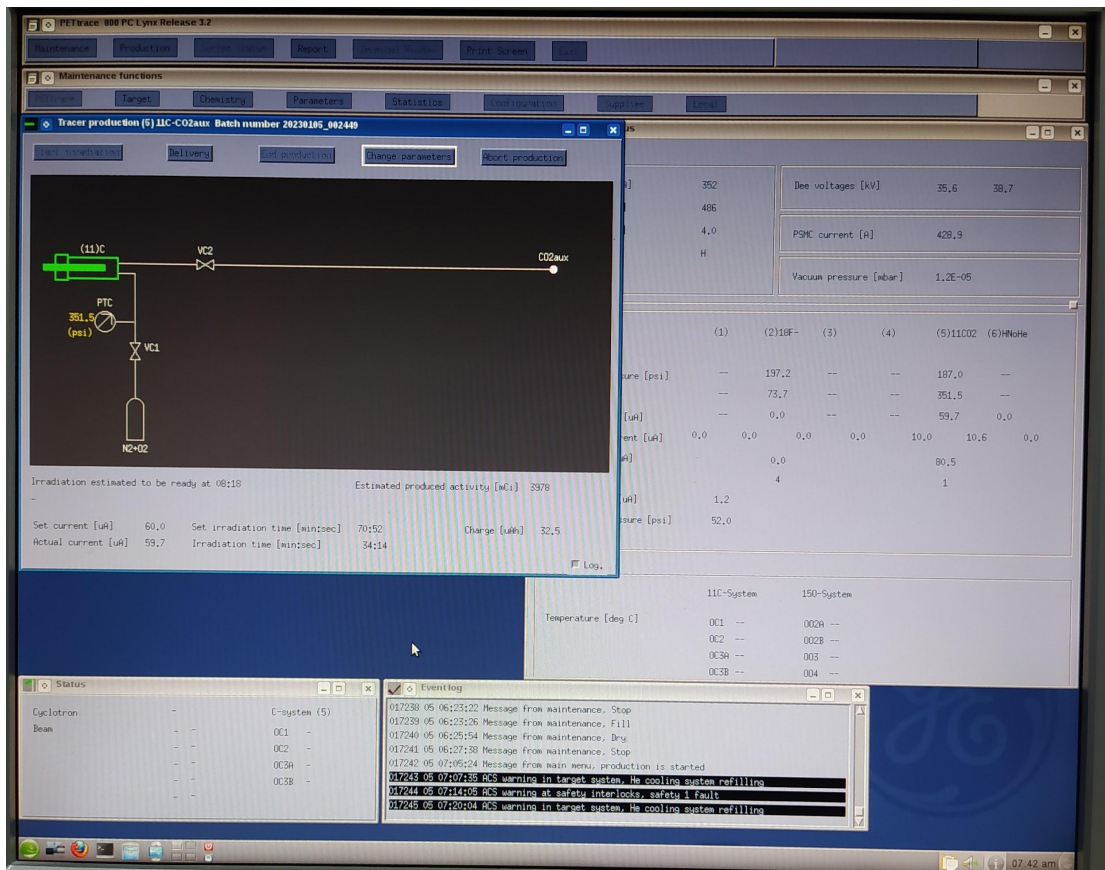 PETtrace 800 PC Lynx Release 3.2
Maintenance Production Report Print Screen
Maintenance functions
Target Chemistry Parameters Statistics Configuration Supplies Local
Tracer production (5) 11C-CO2aux Batch number 20230105_002449
Start irradiation Delivery End production Change parameters Abort production
(11)C
VC2
CO2aux
PTC
351.5
(psi)
VC1
N2+O2
Irradiation estimated to be ready at 08:18
Estimated produced activity [mCi] 3978
Set current [uA] 60.0 Set irradiation time [min:sec] 70:52 Charge [uAh] 32.5
Actual current [uA] 59.7 Irradiation time [min:sec] 34:14
Log.
us
352 Dee voltages [kV] 35.6 38.7
486
4.0 PSMC current [A] 428.9
H
Vacuum pressure [mbar] 1.2E-05
(1) (2)18F- (3) (4) (5)11CO2 (6)HNoHe
sure [psi] -- 197.2 -- -- 187.0 --
-- 73.7 -- -- 351.5 --
[uA] -- 0.0 -- -- 59.7 0.0
ent [uA] 0.0 0.0 0.0 0.0 10.0 10.6 0.0
uA] 0.0 80.5
4 1
[uA] 1.2
ssure [psi] 52.0
11C-System 15O-System
Temperature [deg C]
OC1 -- OO2A --
OC2 -- OO2B --
OC3A -- OO3 --
OC3B -- OO4 --
Status
Cyclotron - C-system (5)
Beam - - OC1 -
- - OC2 -
- - OC3A -
- - OC3B -
- -
Eventlog
017238 05 06:23:22 Message from maintenance, Stop
017239 05 06:23:26 Message from maintenance, Fill
017240 05 06:25:54 Message from maintenance, Dry
017241 05 06:27:38 Message from maintenance, Stop
017242 05 07:05:24 Message from main menu, production is started
017243 05 07:07:35 ACS warning in target system, He cooling system refilling
017244 05 07:14:05 ACS warning at safety interlocks, safety 1 fault
017245 05 07:20:04 ACS warning in target system, He cooling system refilling
07:42 am